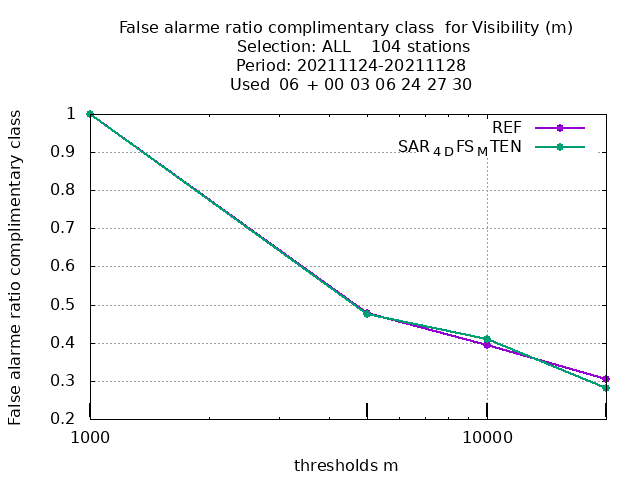 False alarme ratio complimentary class  for Visibility (m)
Selection: ALL    104 stations
Period: 20211124-20211128
Used  06  + 00 03 06 24 27 30
False alarme ratio complimentary class
1
0.9
0.8
0.7
0.6
0.5
0.4
0.3
0.2
REF
SAR4DFSMTEN
1000
10000
thresholds m